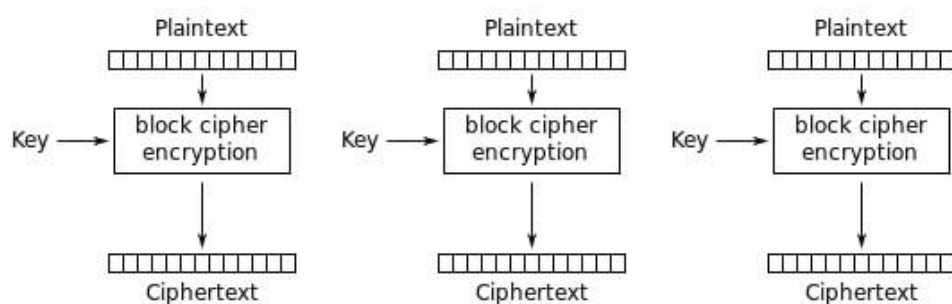 Plaintext
Plaintext
Plaintext
Key
block cipher
encryption
Key
block cipher
encryption
Key
block cipher
encryption
Ciphertext
Ciphertext
Ciphertext